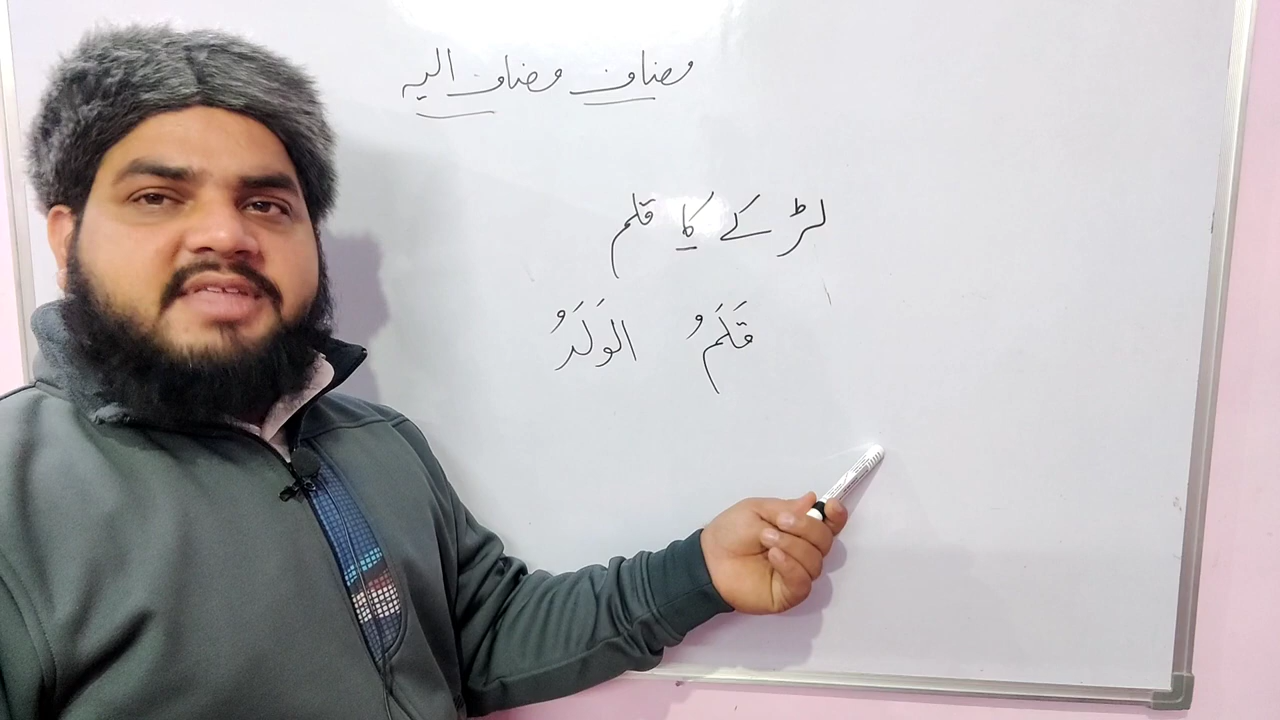 مضاف مضاف الیہ
لڑکے کا قلم
قَلَمُ الوَلَدُ